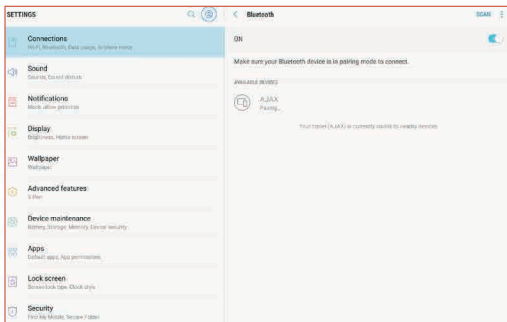 SETTINGS
Connections
Wi-Fi, Bluetooth, Data usage, Airplane mode
Sound
Sounds, Do not disturb
Notifications
Block, allow, prioritize
Display
Brightness, Home screen
Wallpaper
Wallpaper
Advanced features
S Pen
Device maintenance
Battery, Storage, Memory, Device security
Apps
Default apps, App permissions
Lock screen
Screen lock type, Clock style
Security
Find My Mobile, Secure Folder
Bluetooth
SCAN
ON
Make sure your Bluetooth device is in pairing mode to connect.
AVAILABLE DEVICES
AJAX
Pairing...
Your tablet (AJAX) is currently visible to nearby devices.